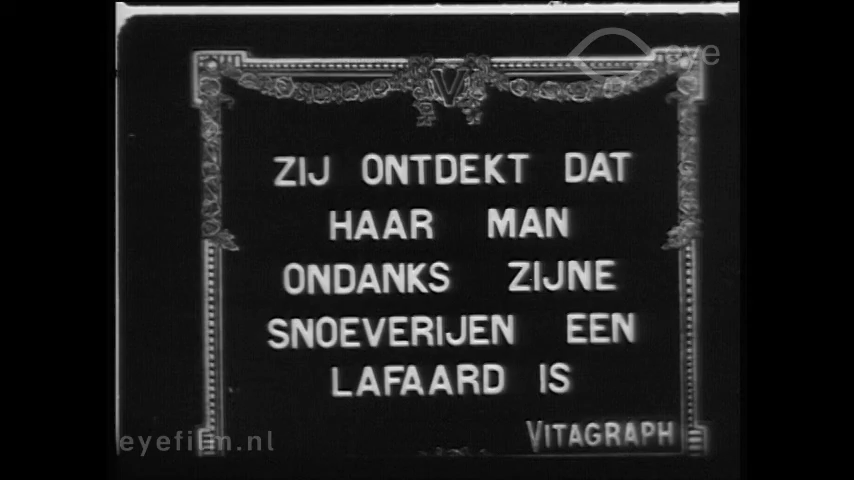 eye
V
ZIJ ONTDEKT DAT
HAAR MAN
ONDANKS ZIJNE
SNOEVERIJEN EEN
LAFAARD IS
VITAGRAPH
eyefilm.nl